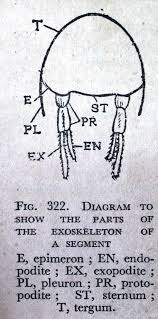 T
E
PL
ST
PR
EX
EN
FIG. 322. DIAGRAM TO
SHOW THE PARTS OF
THE EXOSKELETON OF
A SEGMENT
E, epimeron ; EN, endo-
podite ; EX, exopodite ;
PL, pleuron ; PR, proto-
podite ; ST, sternum ;
T, tergum.